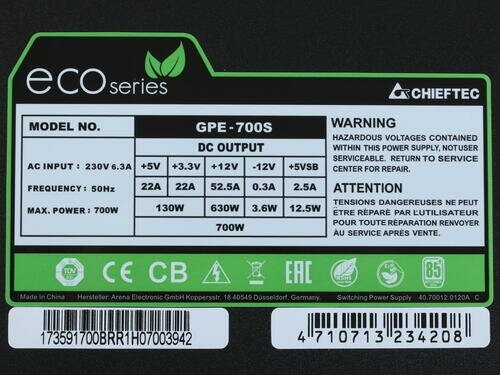 eco series
CHIEFTEC
MODEL NO. GPE-700S
DC OUTPUT
AC INPUT : 230V 6.3A +5V +3.3V +12V -12V +5VSB
FREQUENCY : 50Hz 22A 22A 52.5A 0.3A 2.5A
MAX. POWER : 700W 130W 630W 3.6W 12.5W
700W
WARNING
HAZARDOUS VOLTAGES CONTAINED
WITHIN THIS POWER SUPPLY, NOT USER
SERVICEABLE. RETURN TO SERVICE
CENTER FOR REPAIR.
ATTENTION
TENSIONS DANGEREUSES NE PEUT
D'ÊTRE RÉPARÉ PAR L'UTILISATEUR
POUR TOUTE RÉPARATION RENVOYER
AU SERVICE APRÈS VENTE.
CE CB EAC RoHS 85
Made In China Hersteller: Arena Electronic GmbH Koppersstr. 18 40549 Düsseldorf, Germany. Switching Power Supply 40.70012.0120A C
173591700BRR1H07003942
4 710713 234208